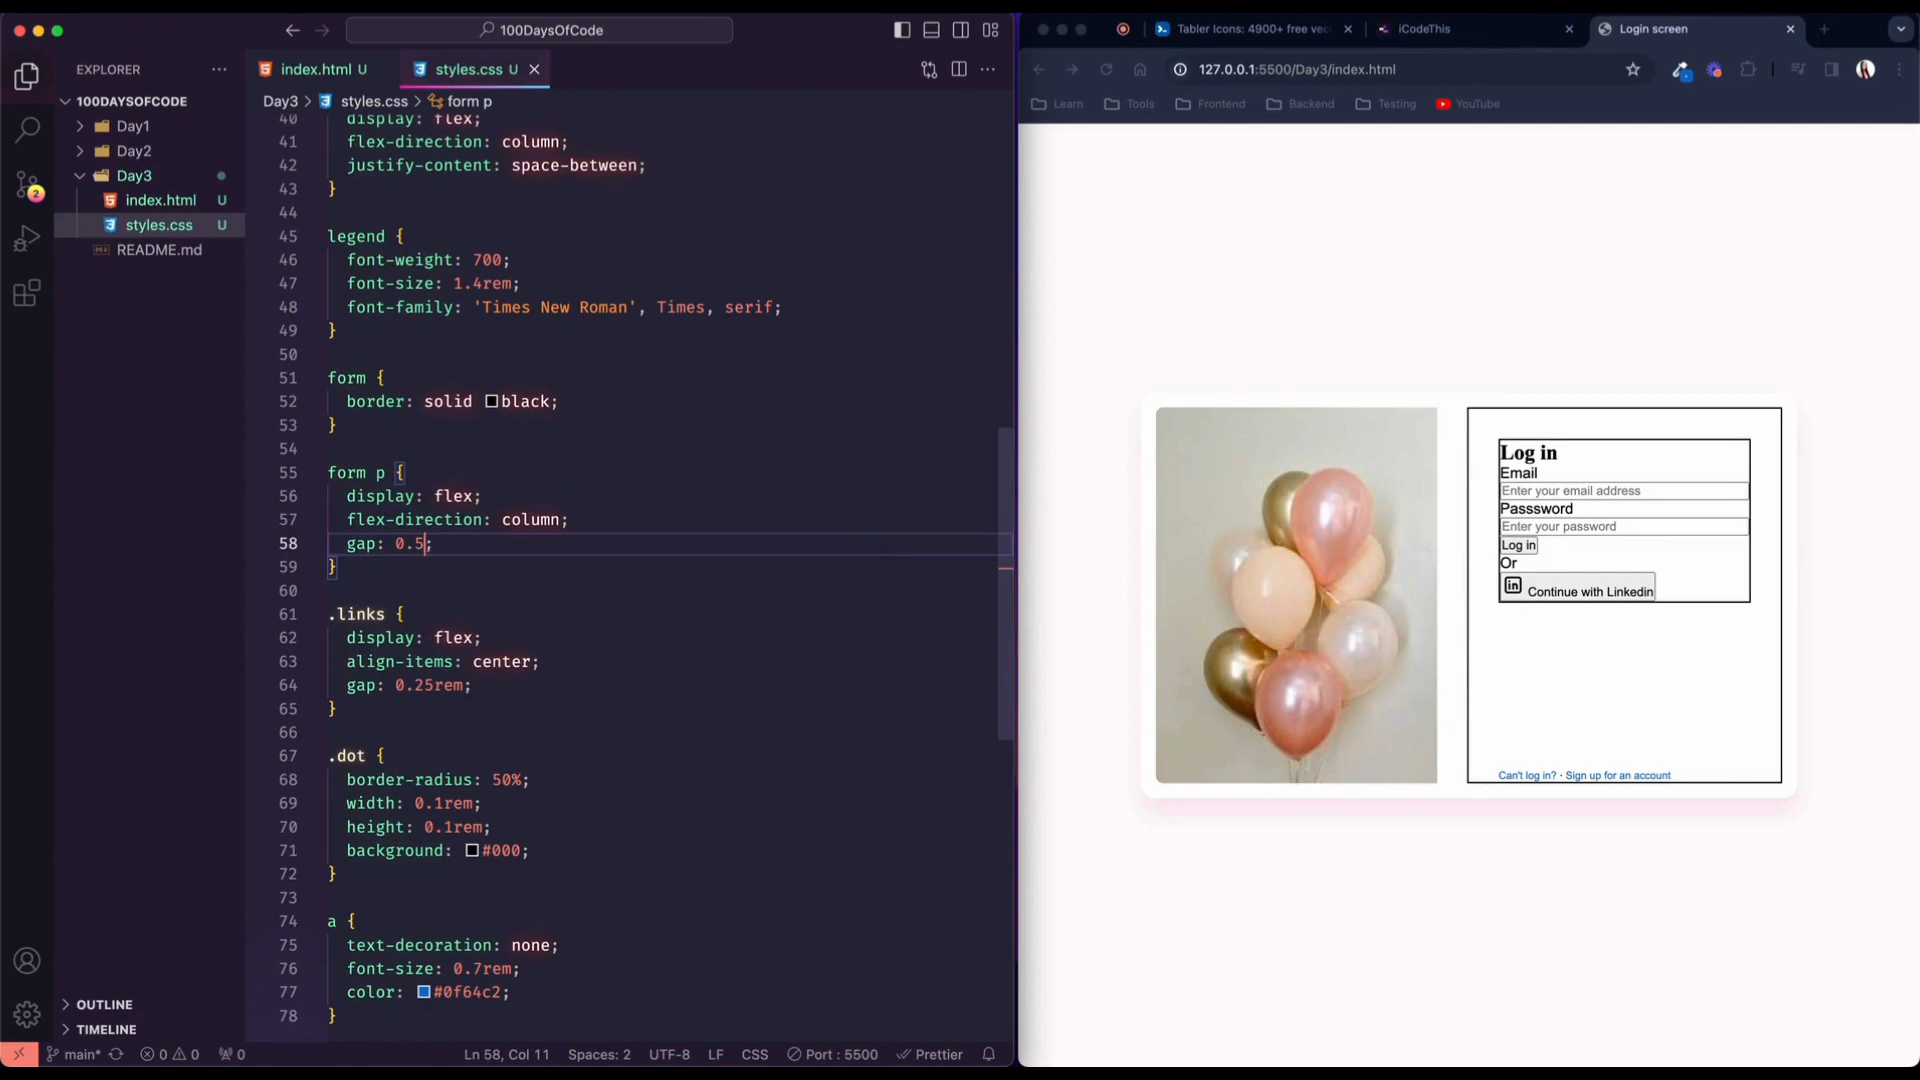 100DaysOfCode
EXPLORER
100DAYSOFCODE
Day1
Day2
Day3
index.html U
styles.css U
README.md
OUTLINE
TIMELINE
index.html U
styles.css U
Day3 > styles.css > form p
40 display: flex;
41 flex-direction: column;
42 justify-content: space-between;
43 }
44
45 legend {
46 font-weight: 700;
47 font-size: 1.4rem;
48 font-family: 'Times New Roman', Times, serif;
49 }
50
51 form {
52 border: solid black;
53 }
54
55 form p {
56 display: flex;
57 flex-direction: column;
58 gap: 0.5;
59 }
60
61 .links {
62 display: flex;
63 align-items: center;
64 gap: 0.25rem;
65 }
66
67 .dot {
68 border-radius: 50%;
69 width: 0.1rem;
70 height: 0.1rem;
71 background: #000;
72 }
73
74 a {
75 text-decoration: none;
76 font-size: 0.7rem;
77 color: #0f64c2;
78 }
main* 0 0 0 Ln 58, Col 11 Spaces: 2 UTF-8 LF CSS Port : 5500 Prettier
2
Tabler Icons: 4900+ free vec
iCodeThis
Login screen
127.0.0.1:5500/Day3/index.html
Learn Tools Frontend Backend Testing YouTube
Log in
Email
Enter your email address
Passsword
Enter your password
Log in
Or
in Continue with Linkedin
Can't log in? · Sign up for an account